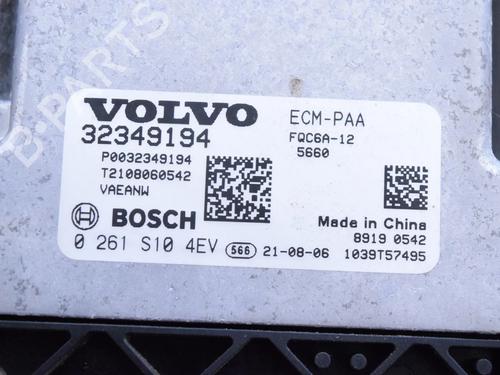 VOLVO
32349194
P0032349194
T2108060542
VAEANW
BOSCH
0 261 S10 4EV 566 21-08-06
ECM-PAA
FQC6A-12
5660
Made in China
8919 0542
1039T57495
B-PARTS